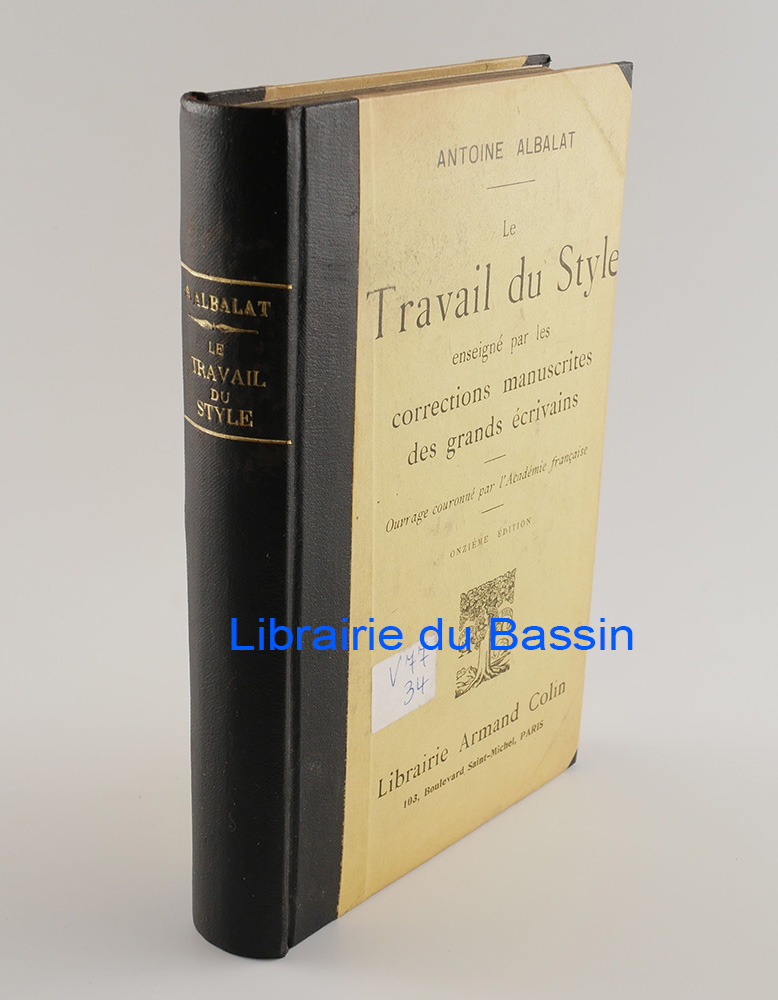 A. ALBALAT
LE
TRAVAIL
DU
STYLE
ANTOINE ALBALAT
Le
Travail du Style
enseigné par les
corrections manuscrites
des grands écrivains
Ouvrage couronné par l'Académie française
ONZIÈME ÉDITION
Librairie du Bassin
V 77
34
Librairie Armand Colin
103, Boulevard Saint-Michel, PARIS